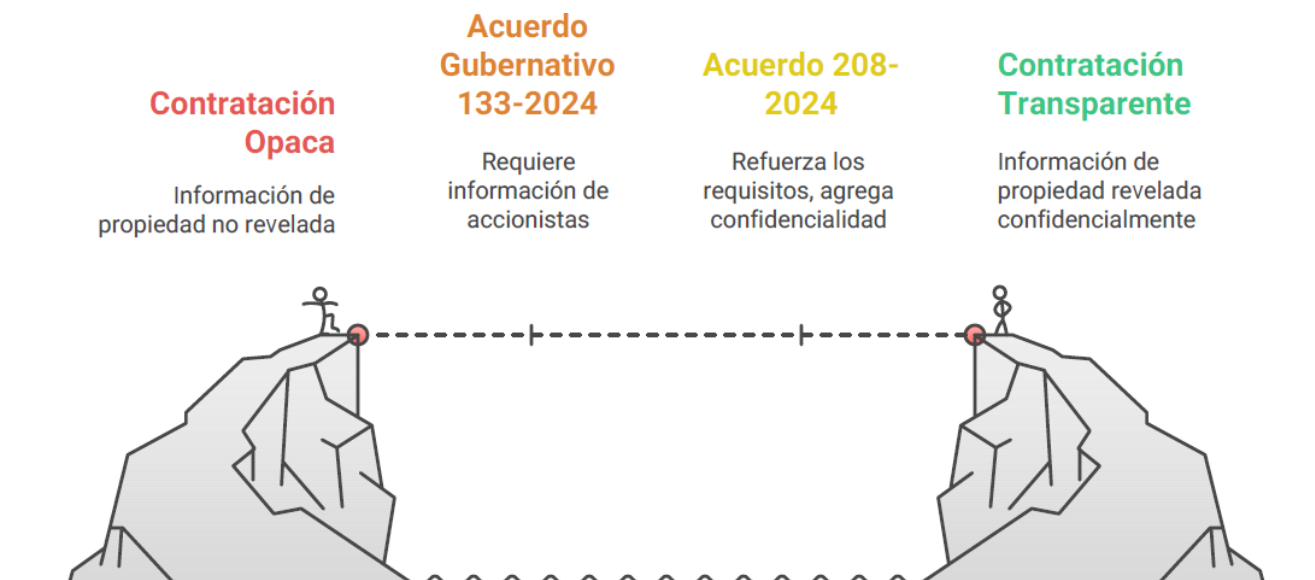 Contratación
Opaca
Información de
propiedad no revelada
Acuerdo
Gubernativo
133-2024
Requiere
información de
accionistas
Acuerdo 208-
2024
Refuerza los
requisitos, agrega
confidencialidad
Contratación
Transparente
Información de
propiedad revelada
confidencialmente